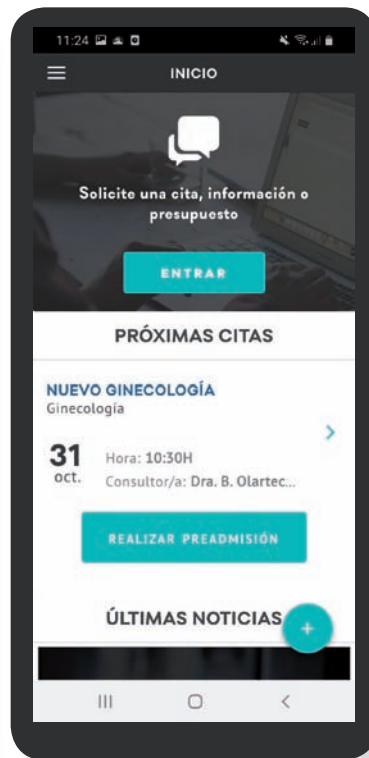 11:24
INICIO
Solicite una cita, información o
presupuesto
ENTRAR
PRÓXIMAS CITAS
NUEVO GINECOLOGÍA
Ginecología
31
oct.
Hora: 10:30H
Consultor/a: Dra. B. Olartec...
REALIZAR PREADMISIÓN
ÚLTIMAS NOTICIAS
+